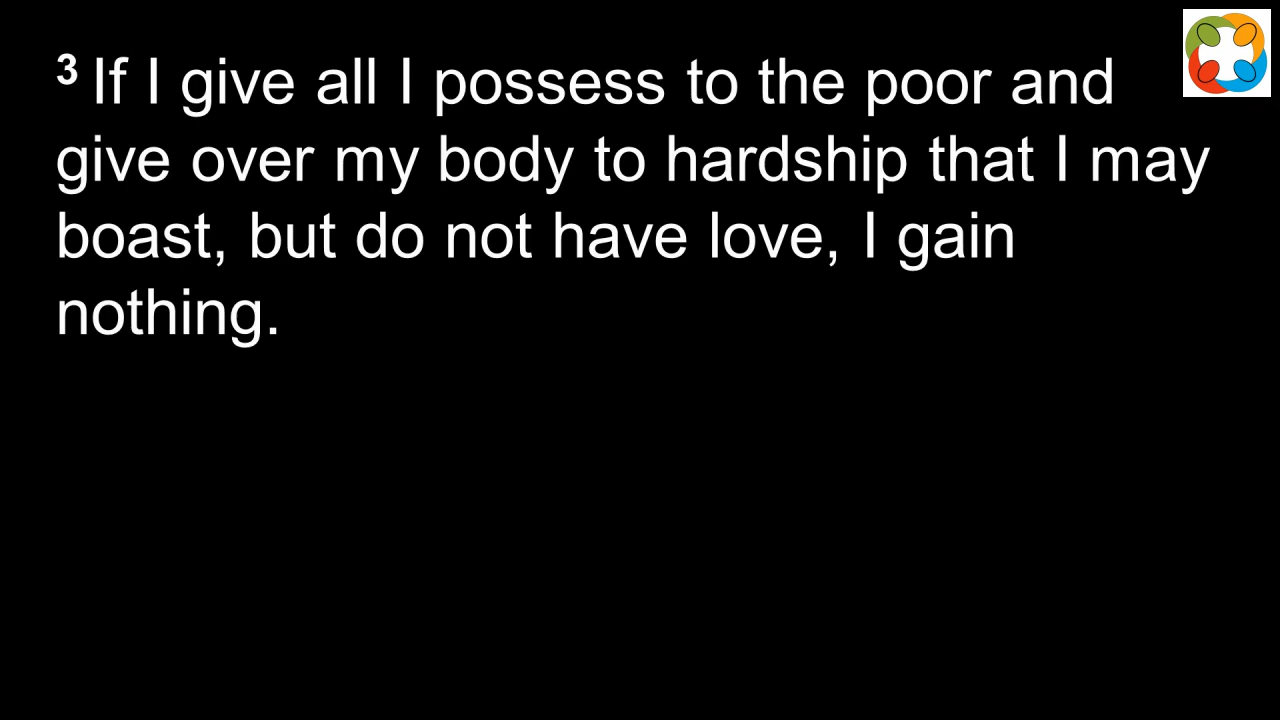 3 If I give all I possess to the poor and
give over my body to hardship that I may
boast, but do not have love, I gain
nothing.